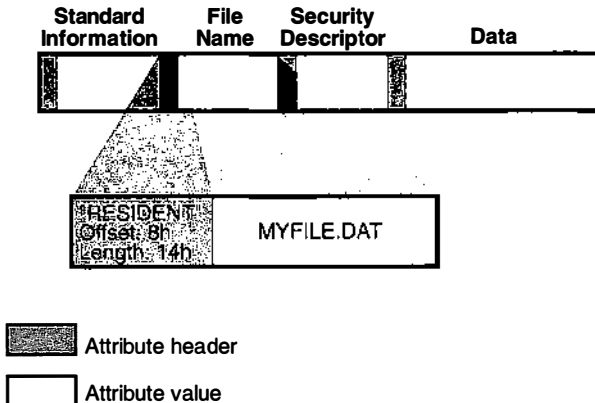 Standard Information
File Name
Security Descriptor
Data
"RESIDENT"
Offset: 8h
Length: 14h
MYFILE.DAT
Attribute header
Attribute value